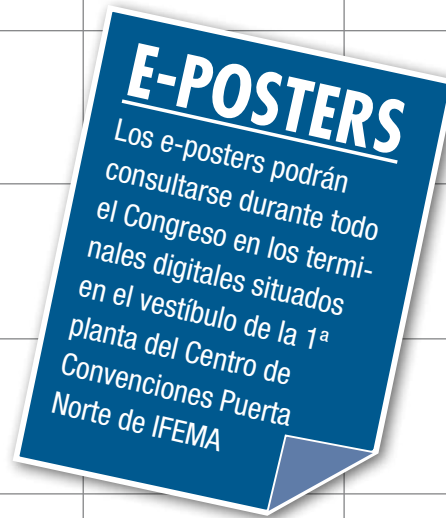 E-POSTERS
Los e-posters podrán
consultarse durante todo
el Congreso en los termi-
nales digitales situados
en el vestíbulo de la 1ª
planta del Centro de
Convenciones Puerta
Norte de IFEMA